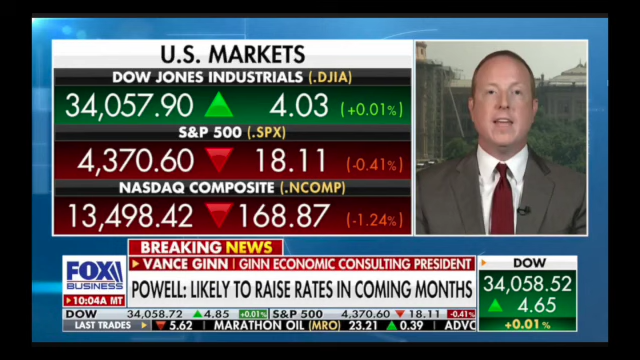 U.S. MARKETS
DOW JONES INDUSTRIALS (.DJIA)
34,057.90 ▲ 4.03 (+0.01%)
S&P 500 (.SPX)
4,370.60 ▼ 18.11 (-0.41%)
NASDAQ COMPOSITE (.NCOMP)
13,498.42 ▼ 168.87 (-1.24%)
BREAKING NEWS
VANCE GINN | GINN ECONOMIC CONSULTING PRESIDENT
FOX
BUSINESS
10:04A MT
POWELL: LIKELY TO RAISE RATES IN COMING MONTHS
DOW
34,058.52
▲ 4.65
+0.01%
DOW 34,058.72 ▲ 4.85 +0.01% S&P 500 4,370.60 ▼ 18.11 -0.41%
LAST TRADES ▼ 5.62 MARATHON OIL (MRO) 23.21 ▲ 0.39 ADVC